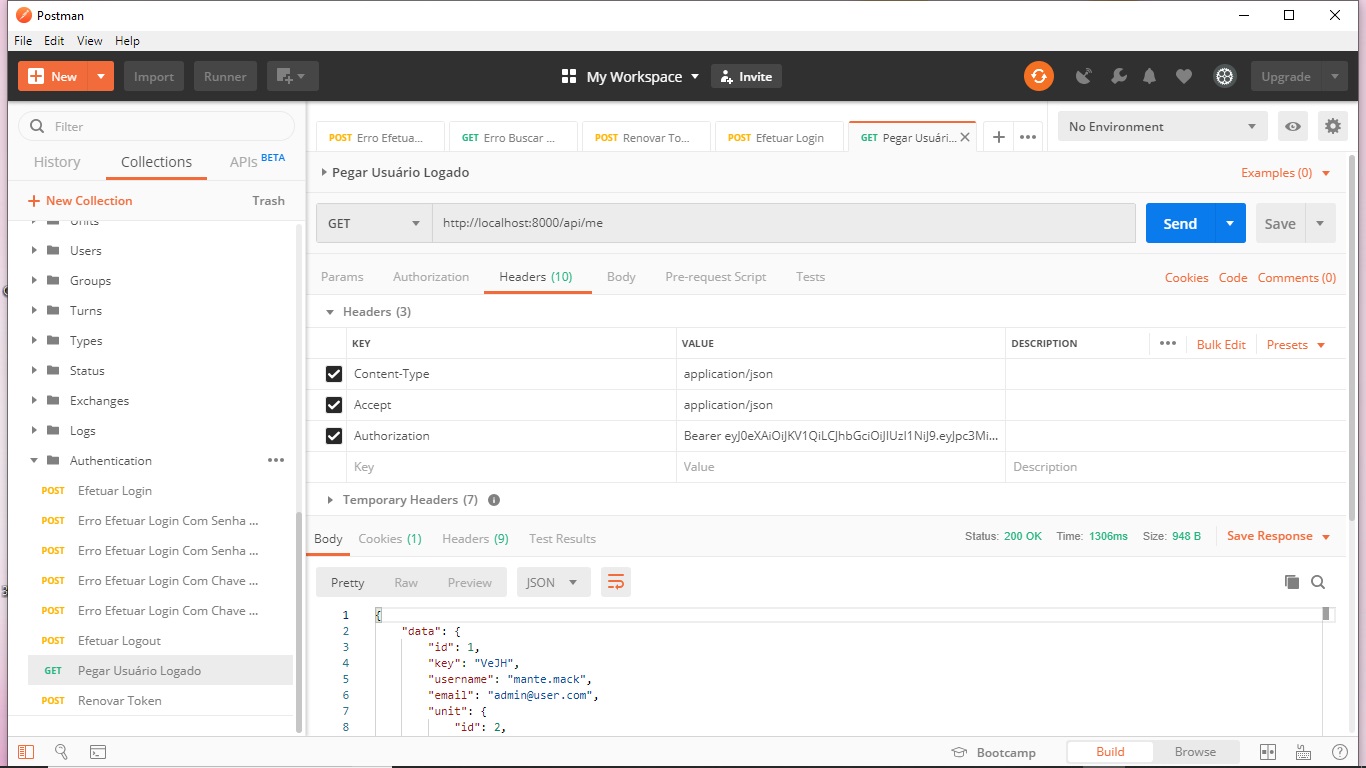 Postman
File Edit View Help
New Import Runner My Workspace Invite Upgrade
Filter
History Collections APIs BETA
New Collection Trash
Units
Users
Groups
Turns
Types
Status
Exchanges
Logs
Authentication
POST Efetuar Login
POST Erro Efetuar Login Com Senha ...
POST Erro Efetuar Login Com Senha ...
POST Erro Efetuar Login Com Chave ...
POST Erro Efetuar Login Com Chave ...
POST Efetuar Logout
GET Pegar Usuário Logado
POST Renovar Token
POST Erro Efetua... GET Erro Buscar ... POST Renovar To... POST Efetuar Login GET Pegar Usuári...
No Environment
Pegar Usuário Logado Examples (0)
GET http://localhost:8000/api/me Send Save
Params Authorization Headers (10) Body Pre-request Script Tests Cookies Code Comments (0)
Headers (3)
KEY VALUE DESCRIPTION Bulk Edit Presets
Content-Type application/json
Accept application/json
Authorization Bearer eyJ0eXAiOiJKV1QiLCJhbGciOiJIUzI1NiJ9.eyJpc3Mi...
Key Value Description
Temporary Headers (7)
Body Cookies (1) Headers (9) Test Results Status: 200 OK Time: 1306ms Size: 948 B Save Response
Pretty Raw Preview JSON
1 {
2 "data": {
3 "id": 1,
4 "key": "VeJH",
5 "username": "mante.mack",
6 "email": "admin@user.com",
7 "unit": {
8 "id": 2,
Bootcamp Build Browse